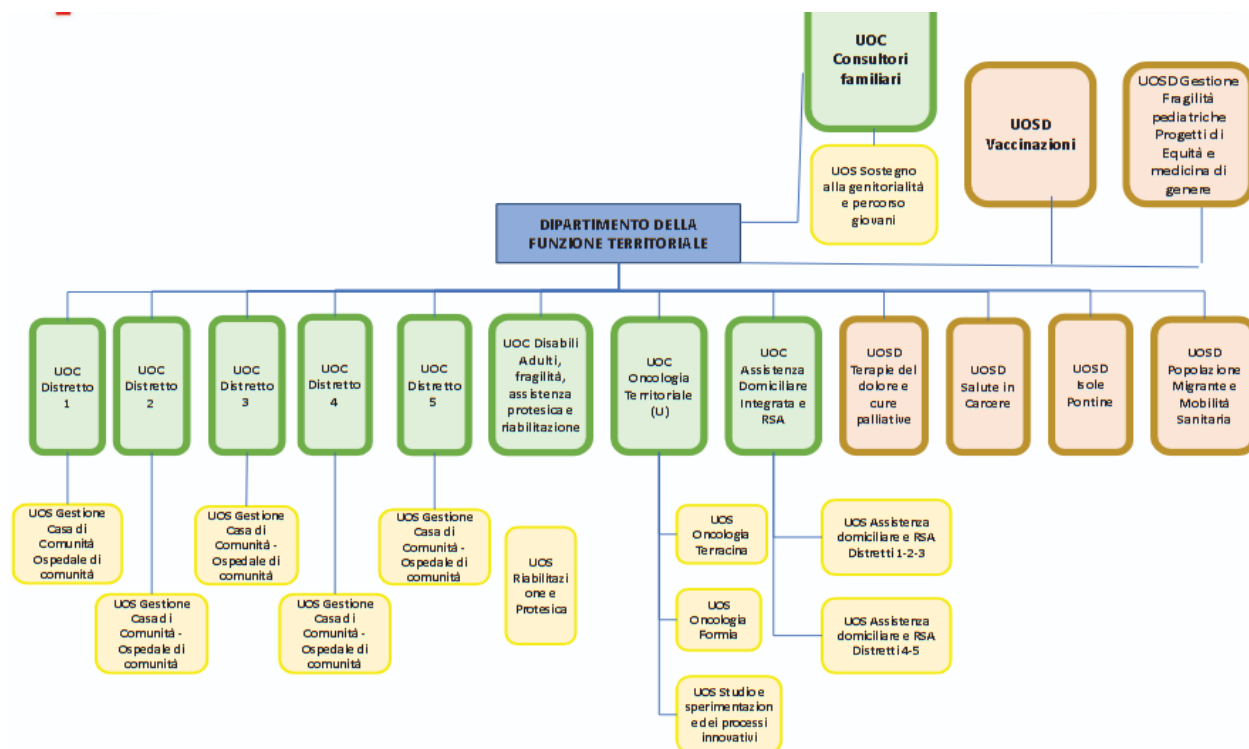 UOC
Consultori
familiari
UOSD
Vaccinazioni
UOSD Gestione
Fragilità
pediatriche
Progetti di
Equità e
medicina di
genere
UOS Sostegno
alla genitorialità
e percorso
giovani
DIPARTIMENTO DELLA
FUNZIONE TERRITORIALE
UOC
Distretto
1
UOC
Distretto 2
UOC
Distretto
3
UOC
Distretto
4
UOC
Distretto 5
UOC Disabili
Adulti,
fragilità,
assistenza
protesica e
riabilitazione
UOC
Oncologia
Territoriale
(U)
UOC
Assistenza
Domiciliare
Integrata e
RSA
UOSD
Terapie del
dolore e
cure
palliative
UOSD
Salute in
Carcere
UOSD
Isole
Pontine
UOSD
Popolazione
Migrante e
Mobilità
Sanitaria
UOS Gestione
Casa di
Comunità
Ospedale di
comunità
UOS Gestione
Casa di
Comunità -
Ospedale di
comunità
UOS Gestione
Casa di
Comunità -
Ospedale di
comunità
UOS Gestione
Casa di
Comunità -
Ospedale di
comunità
UOS Gestione
Casa di
Comunità -
Ospedale di
comunità
UOS
Riabilitazi
one e
Protesica
UOS
Oncologia
Terracina
UOS
Oncologia
Formia
UOS Studio e
sperimentazion
e dei processi
innovativi
UOS Assistenza
domiciliare e RSA
Distretti 1-2-3
UOS Assistenza
domiciliare e RSA
Distretti 4-5